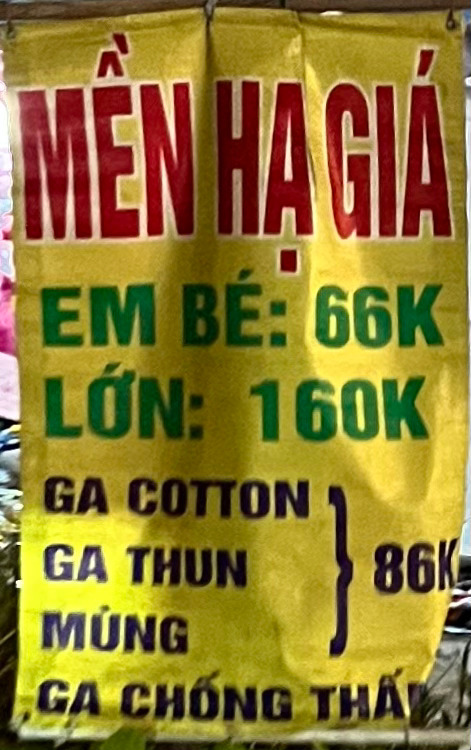 MỀN HẠ GIÁ
EM BÉ: 66K
LỚN: 160K
GA COTTON
GA THUN } 86K
MÙNG
GA CHỐNG